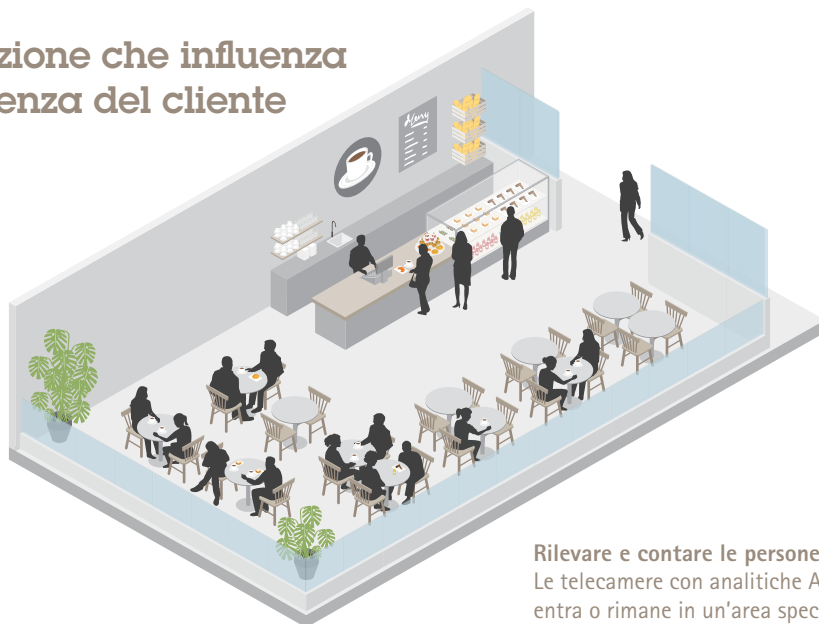 zione che influenza
enza del cliente
Menu
Rilevare e contare le persone
Le telecamere con analitiche A
entra o rimane in un'area spec